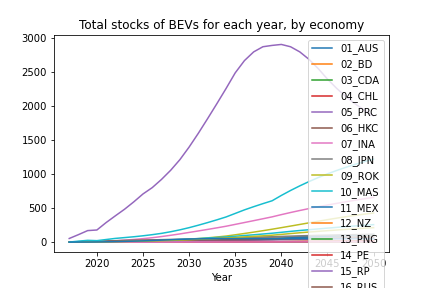 Total stocks of BEVs for each year, by economy
3000
2500
2000
1500
1000
500
0
2020
2025
2030
2035
2040
2045
2050
Year
01_AUS
02_BD
03_CDA
04_CHL
05_PRC
06_HKC
07_INA
08_JPN
09_ROK
10_MAS
11_MEX
12_NZ
13_PNG
14_PE
15_RP
16_RUS